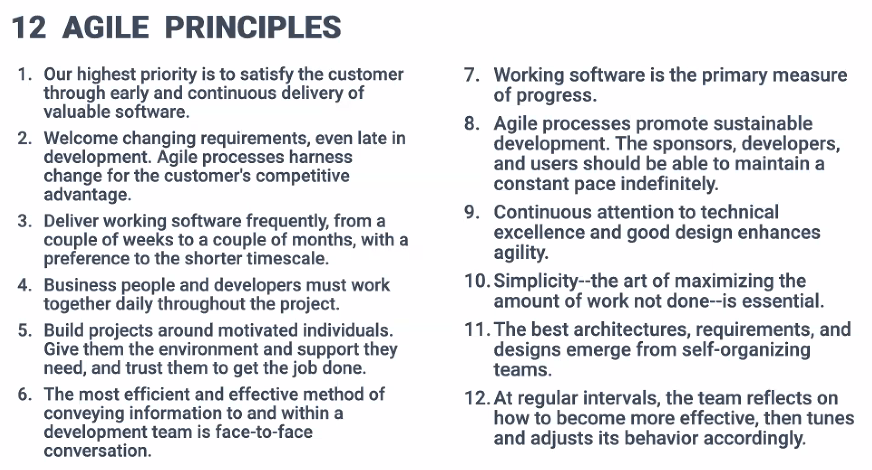 12 AGILE PRINCIPLES
1. Our highest priority is to satisfy the customer
through early and continuous delivery of
valuable software.
2. Welcome changing requirements, even late in
development. Agile processes harness
change for the customer's competitive
advantage.
3. Deliver working software frequently, from a
couple of weeks to a couple of months, with a
preference to the shorter timescale.
4. Business people and developers must work
together daily throughout the project.
5. Build projects around motivated individuals.
Give them the environment and support they
need, and trust them to get the job done.
6. The most efficient and effective method of
conveying information to and within a
development team is face-to-face
conversation.
7. Working software is the primary measure
of progress.
8. Agile processes promote sustainable
development. The sponsors, developers,
and users should be able to maintain a
constant pace indefinitely.
9. Continuous attention to technical
excellence and good design enhances
agility.
10. Simplicity--the art of maximizing the
amount of work not done--is essential.
11. The best architectures, requirements, and
designs emerge from self-organizing
teams.
12. At regular intervals, the team reflects on
how to become more effective, then tunes
and adjusts its behavior accordingly.